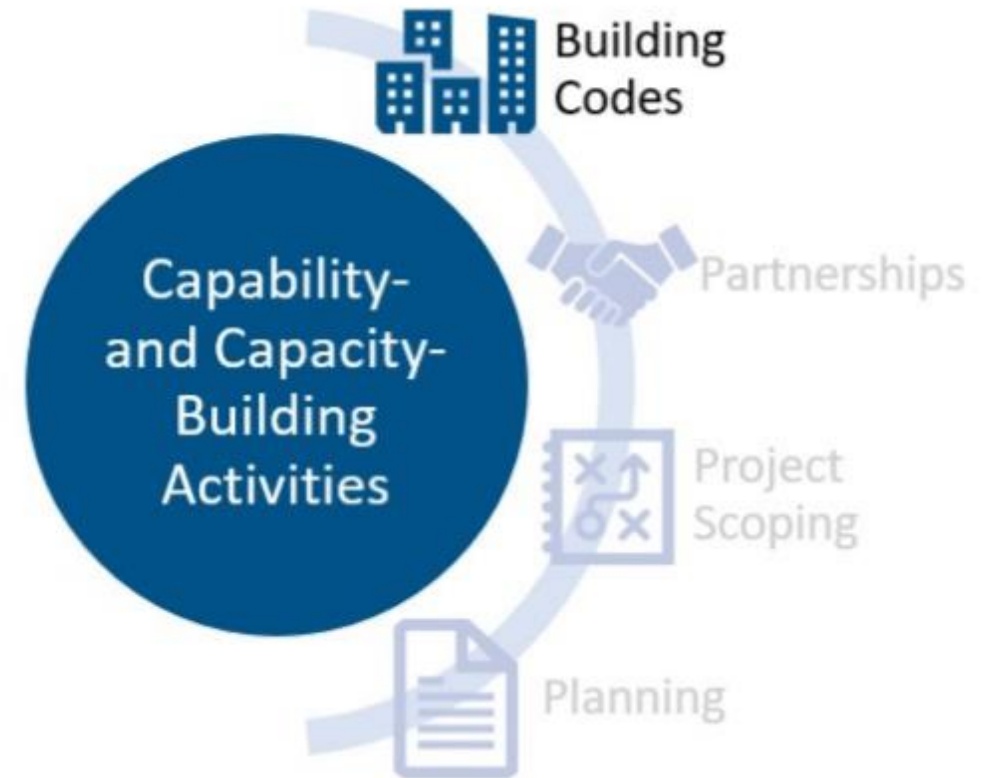 Building
Codes
Capability-
and Capacity-
Building
Activities
Partnerships
Project
Scoping
Planning